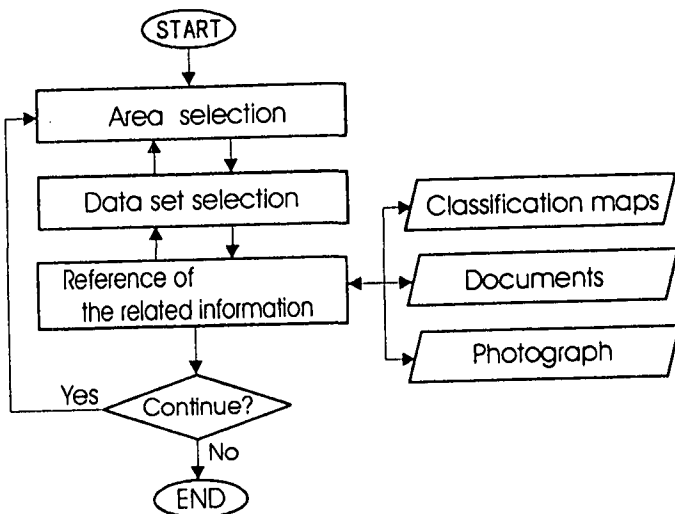 START
Area selection
Data set selection
Reference of
the related information
Classification maps
Documents
Photograph
Yes
Continue?
No
END